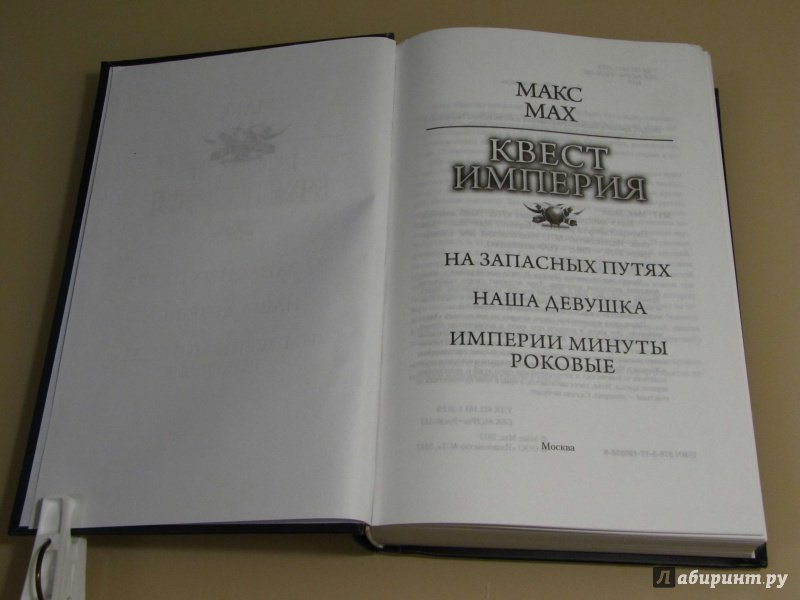 МАКС
МАХ
КВЕСТ
ИМПЕРИЯ
НА ЗАПАСНЫХ ПУТЯХ
НАША ДЕВУШКА
ИМПЕРИИ МИНУТЫ
РОКОВЫЕ
Москва
Лабиринт.ру